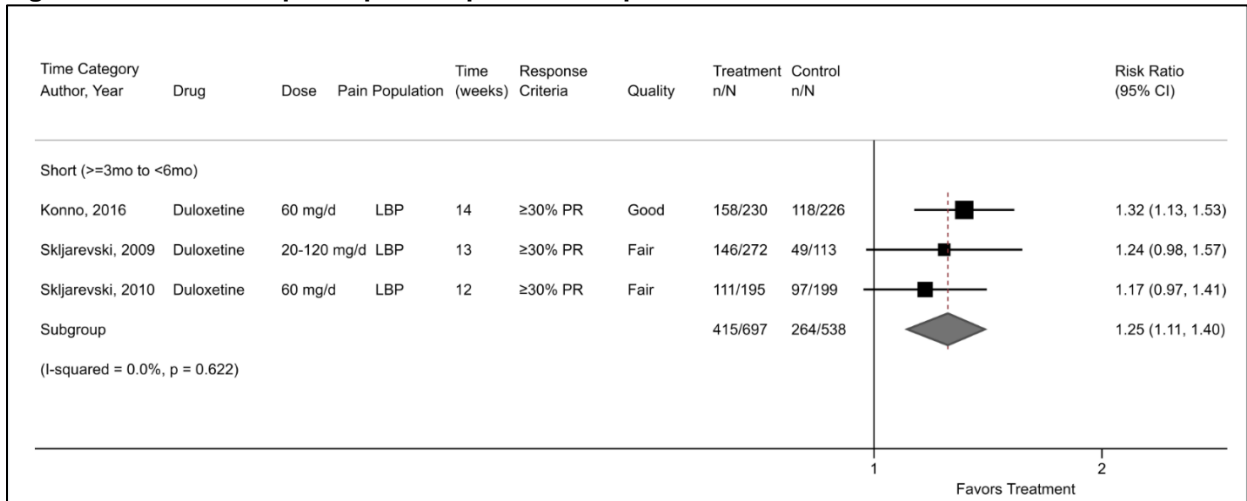 Time Category Time Response Treatment Control Risk Ratio
Author, Year Drug Dose Pain Population (weeks) Criteria Quality n/N n/N (95% CI)
Short (>=3mo to <6mo)
Konno, 2016 Duloxetine 60 mg/d LBP 14 ≥30% PR Good 158/230 118/226 1.32 (1.13, 1.53)
Skljarevski, 2009 Duloxetine 20-120 mg/d LBP 13 ≥30% PR Fair 146/272 49/113 1.24 (0.98, 1.57)
Skljarevski, 2010 Duloxetine 60 mg/d LBP 12 ≥30% PR Fair 111/195 97/199 1.17 (0.97, 1.41)
Subgroup 415/697 264/538 1.25 (1.11, 1.40)
(I-squared = 0.0%, p = 0.622)
1 2
Favors Treatment